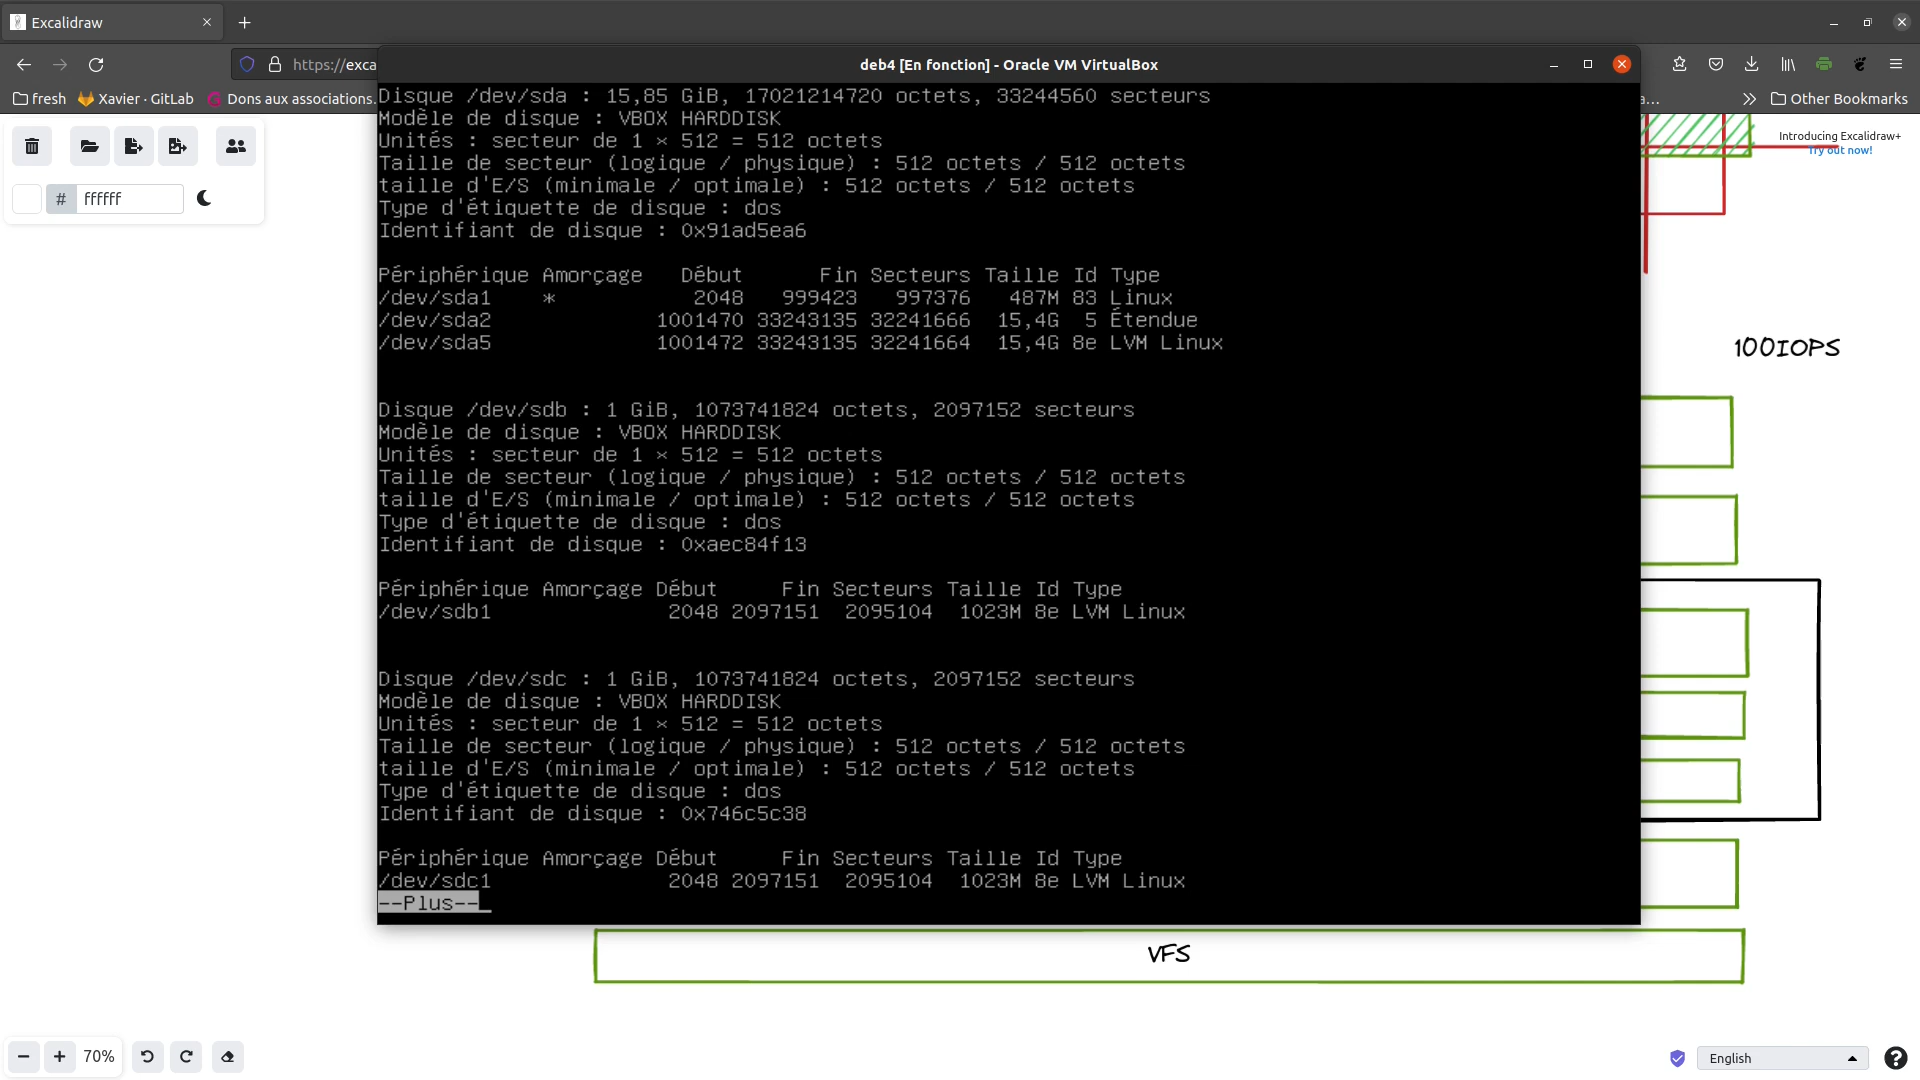 Excalidraw
https://exca
deb4 [En fonction] - Oracle VM VirtualBox
fresh
Xavier · GitLab
Dons aux associations.
a…
Other Bookmarks
Introducing Excalidraw+
Try out now!
# ffffff
Disque /dev/sda : 15,85 GiB, 17021214720 octets, 33244560 secteurs
Modèle de disque : VBOX HARDDISK
Unités : secteur de 1 × 512 = 512 octets
Taille de secteur (logique / physique) : 512 octets / 512 octets
taille d'E/S (minimale / optimale) : 512 octets / 512 octets
Type d'étiquette de disque : dos
Identifiant de disque : 0x91ad5ea6
Périphérique Amorçage   Début      Fin Secteurs Taille Id Type
/dev/sda1    *           2048   999423   997376   487M 83 Linux
/dev/sda2             1001470 33243135 32241666  15,4G  5 Étendue
/dev/sda5             1001472 33243135 32241664  15,4G 8e LVM Linux
Disque /dev/sdb : 1 GiB, 1073741824 octets, 2097152 secteurs
Modèle de disque : VBOX HARDDISK
Unités : secteur de 1 × 512 = 512 octets
Taille de secteur (logique / physique) : 512 octets / 512 octets
taille d'E/S (minimale / optimale) : 512 octets / 512 octets
Type d'étiquette de disque : dos
Identifiant de disque : 0xaec84f13
Périphérique Amorçage Début     Fin Secteurs Taille Id Type
/dev/sdb1              2048 2097151  2095104  1023M 8e LVM Linux
Disque /dev/sdc : 1 GiB, 1073741824 octets, 2097152 secteurs
Modèle de disque : VBOX HARDDISK
Unités : secteur de 1 × 512 = 512 octets
Taille de secteur (logique / physique) : 512 octets / 512 octets
taille d'E/S (minimale / optimale) : 512 octets / 512 octets
Type d'étiquette de disque : dos
Identifiant de disque : 0x746c5c38
Périphérique Amorçage Début     Fin Secteurs Taille Id Type
/dev/sdc1              2048 2097151  2095104  1023M 8e LVM Linux
--Plus--_
100IOPS
VFS
70%
English